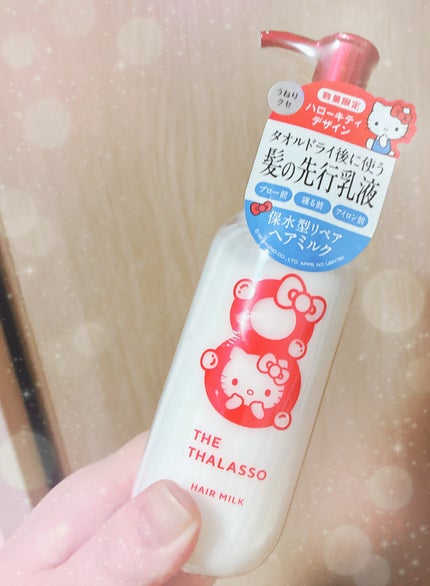 うねり
クセ
数量限定
ハローキティ
デザイン
タオルドライ後に使う
髪の先行乳液
ブロー前
寝る前
アイロン前
保水型リペア
ヘアミルク
8
THE
THALASSO
HAIR MILK